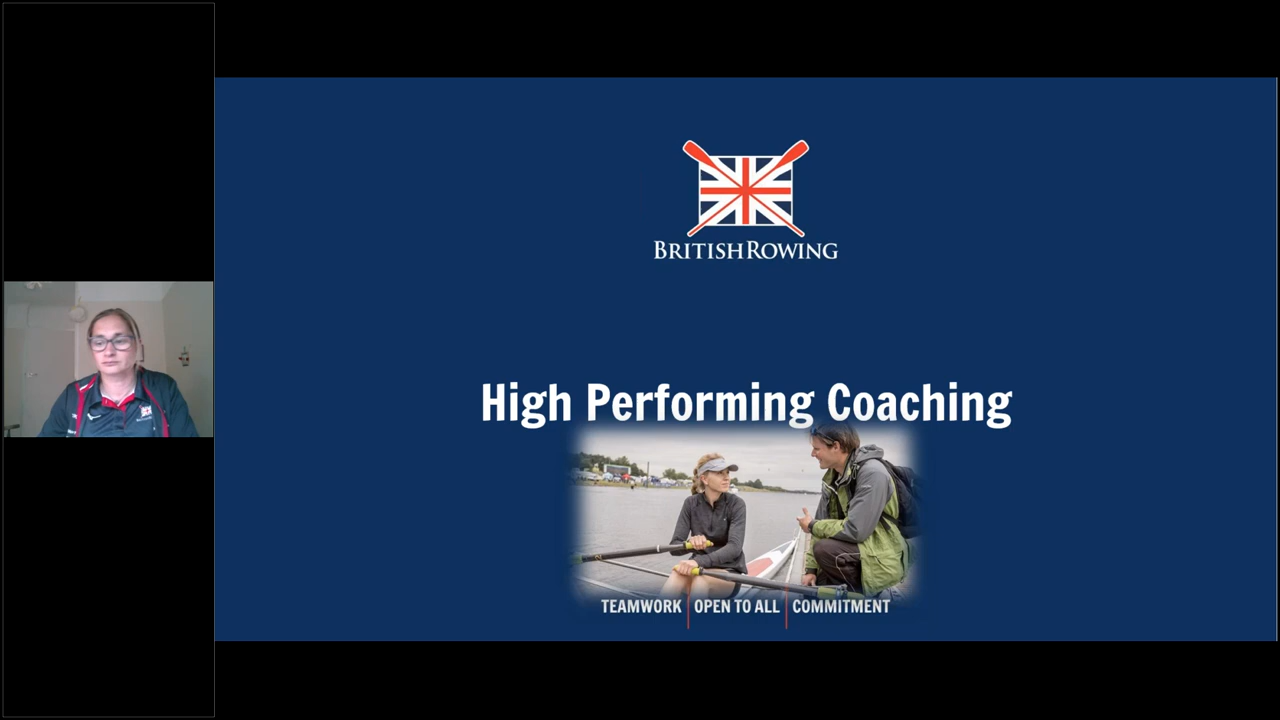 BRITISHROWING
High Performing Coaching
TEAMWORK OPEN TO ALL COMMITMENT